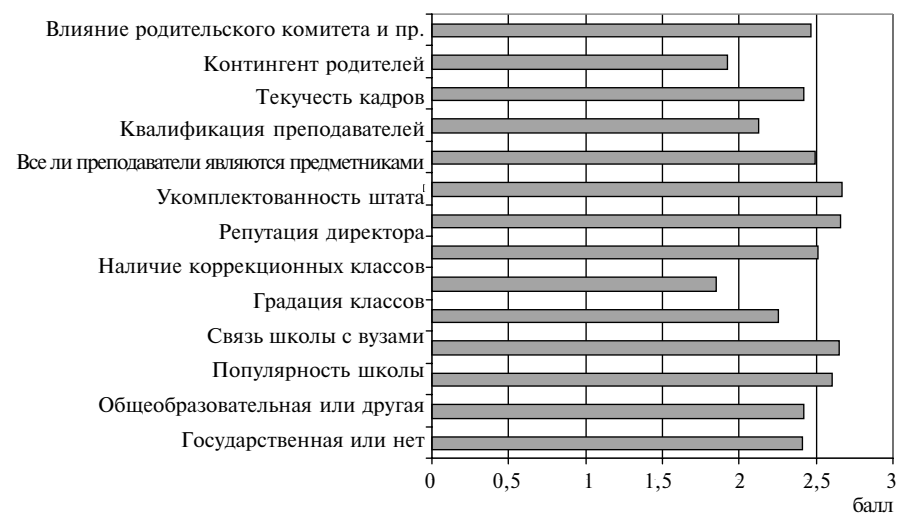 Влияние родительского комитета и пр.
Контингент родителей
Текучесть кадров
Квалификация преподавателей
Все ли преподаватели являются предметниками
Укомплектованность штата
Репутация директора
Наличие коррекционных классов
Градация классов
Связь школы с вузами
Популярность школы
Общеобразовательная или другая
Государственная или нет
0 0,5 1 1,5 2 2,5 3
балл